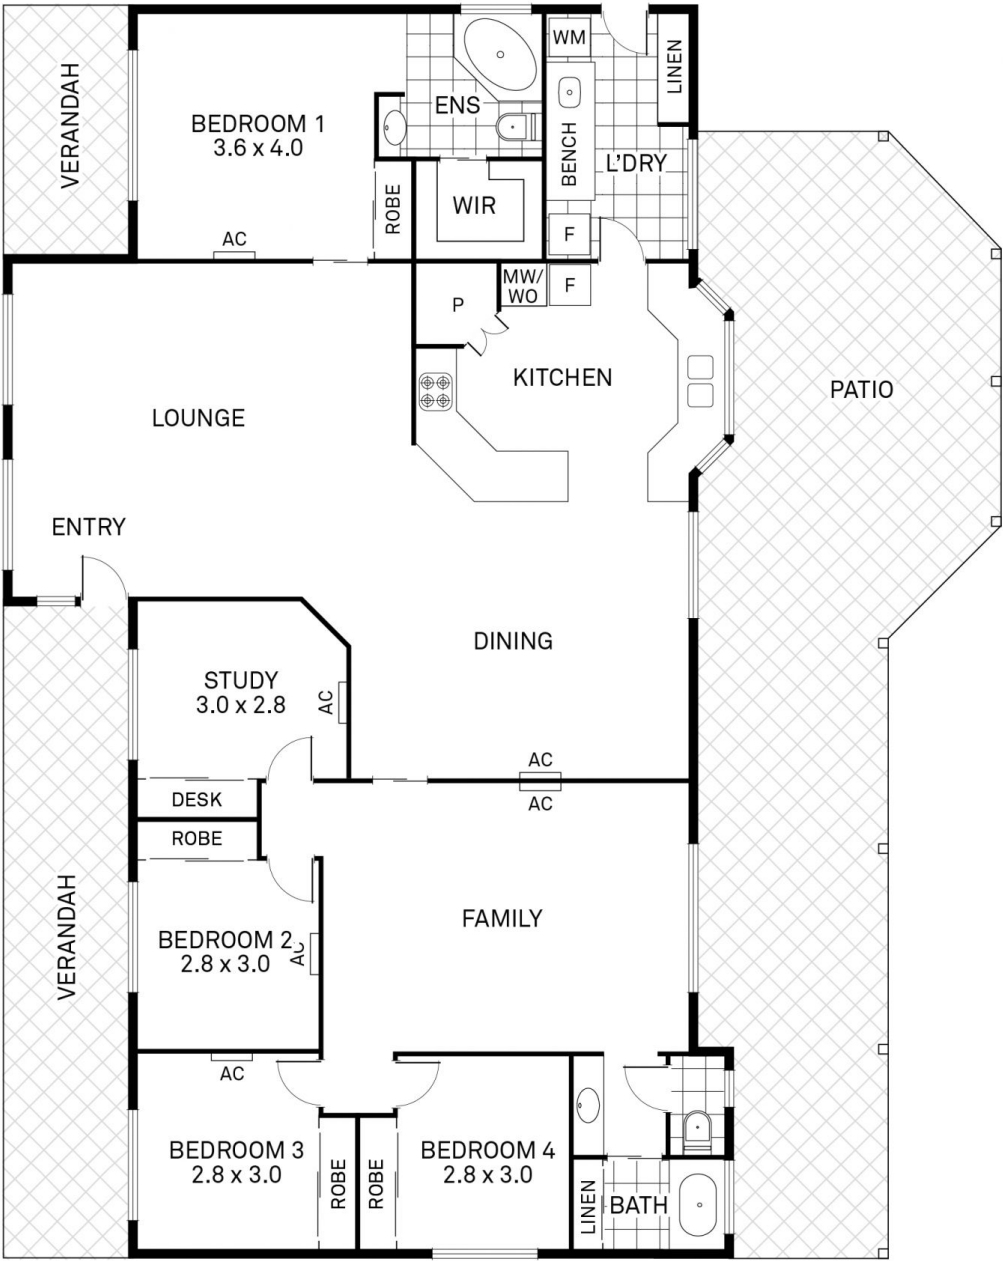 VERANDAH
BEDROOM 1
3.6 x 4.0
ENS
WM
LINEN
BENCH
L'DRY
ROBE
WIR
AC
F
MW/
WO
F
P
KITCHEN
PATIO
LOUNGE
ENTRY
DINING
STUDY
3.0 x 2.8
AC
AC
DESK
AC
ROBE
VERANDAH
FAMILY
BEDROOM 2
2.8 x 3.0
AC
AC
BEDROOM 3
2.8 x 3.0
ROBE
ROBE
BEDROOM 4
2.8 x 3.0
LINEN
BATH